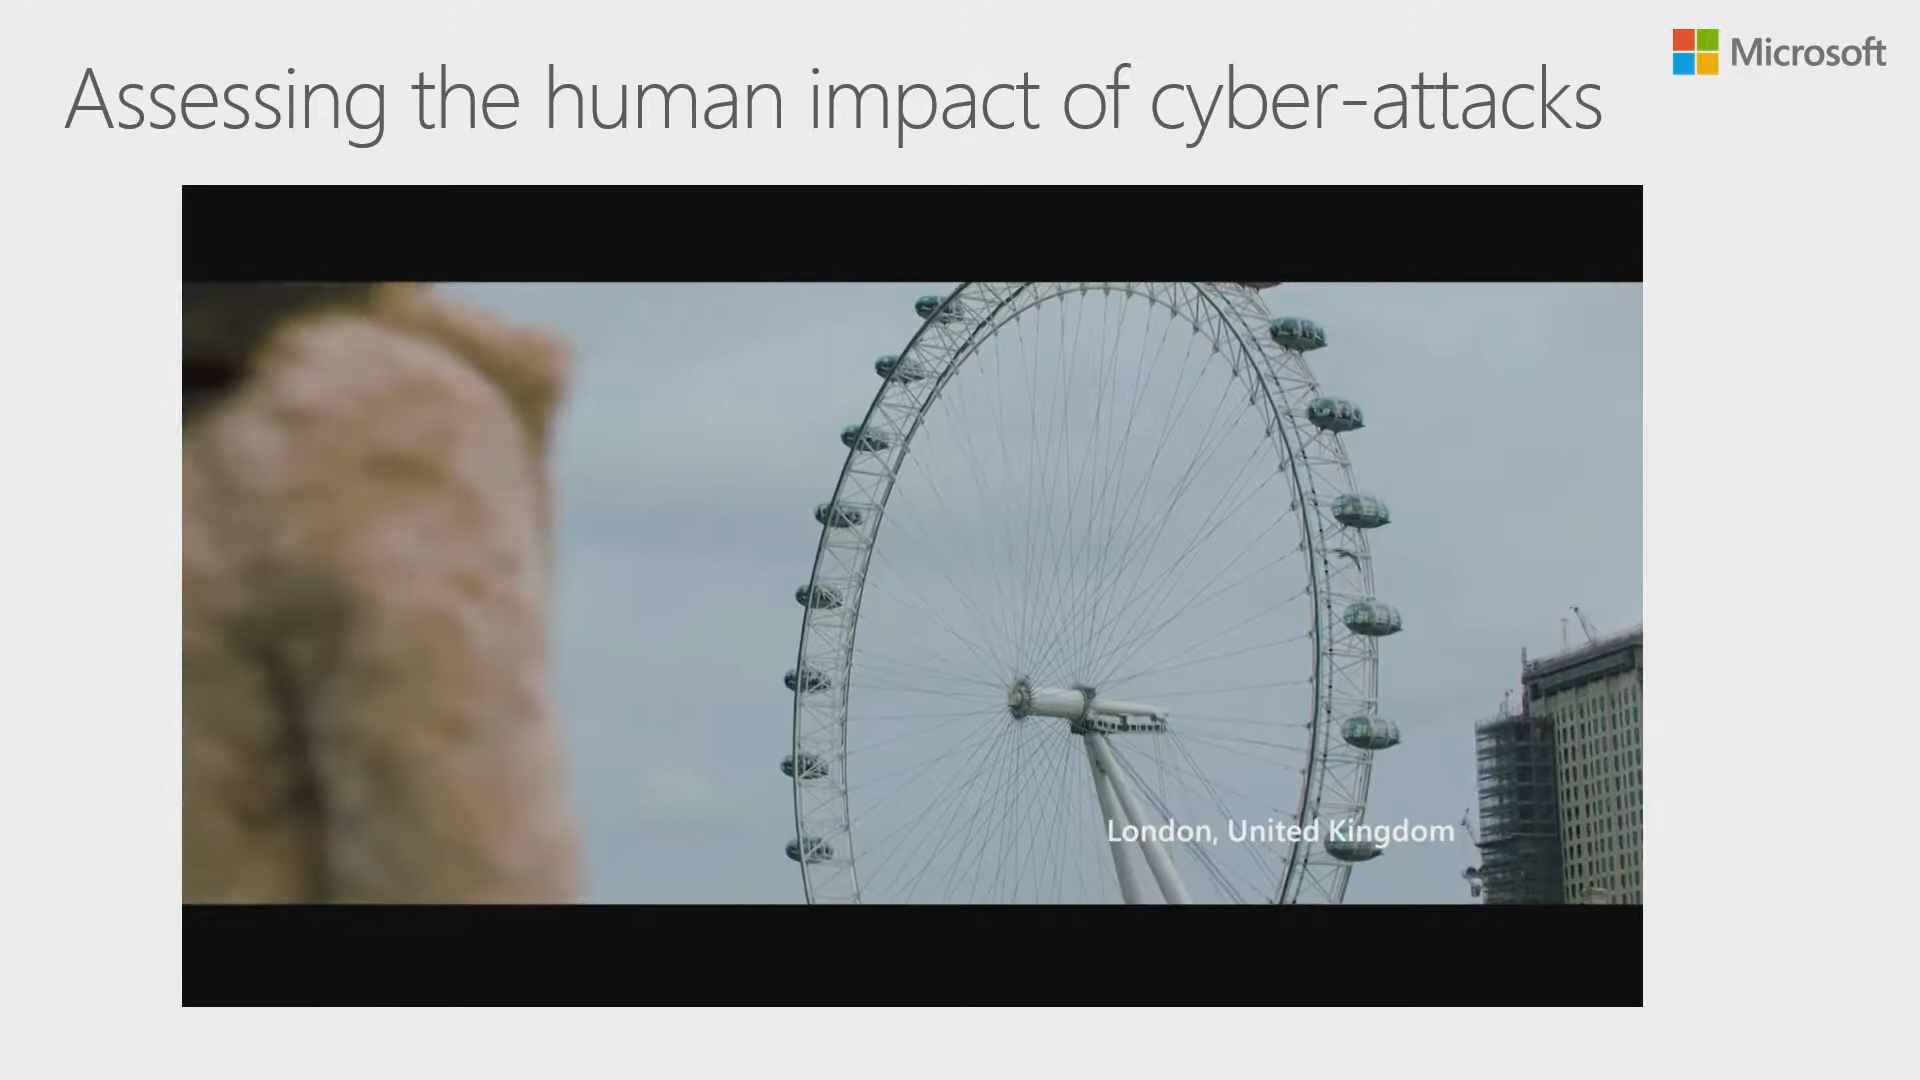 Assessing the human impact of cyber-attacks
Microsoft
London, United Kingdom